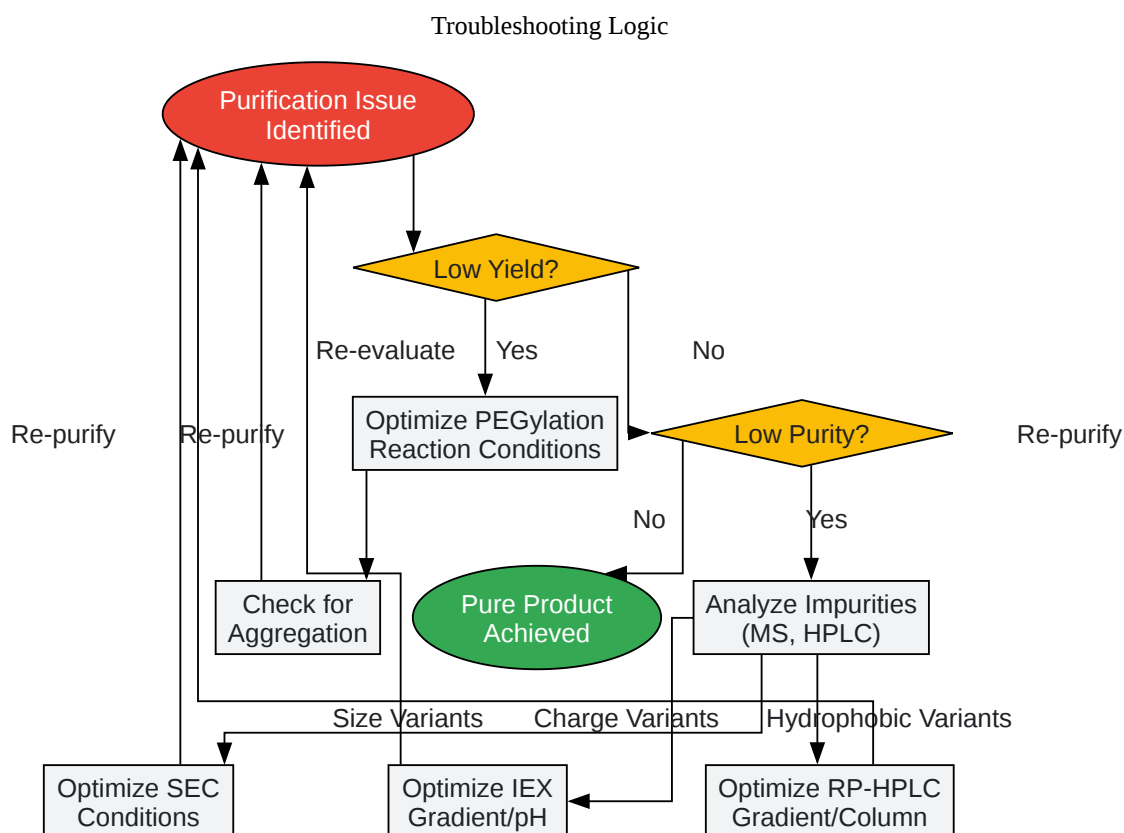 Troubleshooting Logic
Purification Issue
Identified
Low Yield?
Re-evaluate
Yes
No
Optimize PEGylation
Reaction Conditions
Low Purity?
Re-purify
Re-purify
Re-purify
No
Yes
Check for
Aggregation
Pure Product
Achieved
Analyze Impurities
(MS, HPLC)
Size Variants
Charge Variants
Hydrophobic Variants
Optimize SEC
Conditions
Optimize IEX
Gradient/pH
Optimize RP-HPLC
Gradient/Column